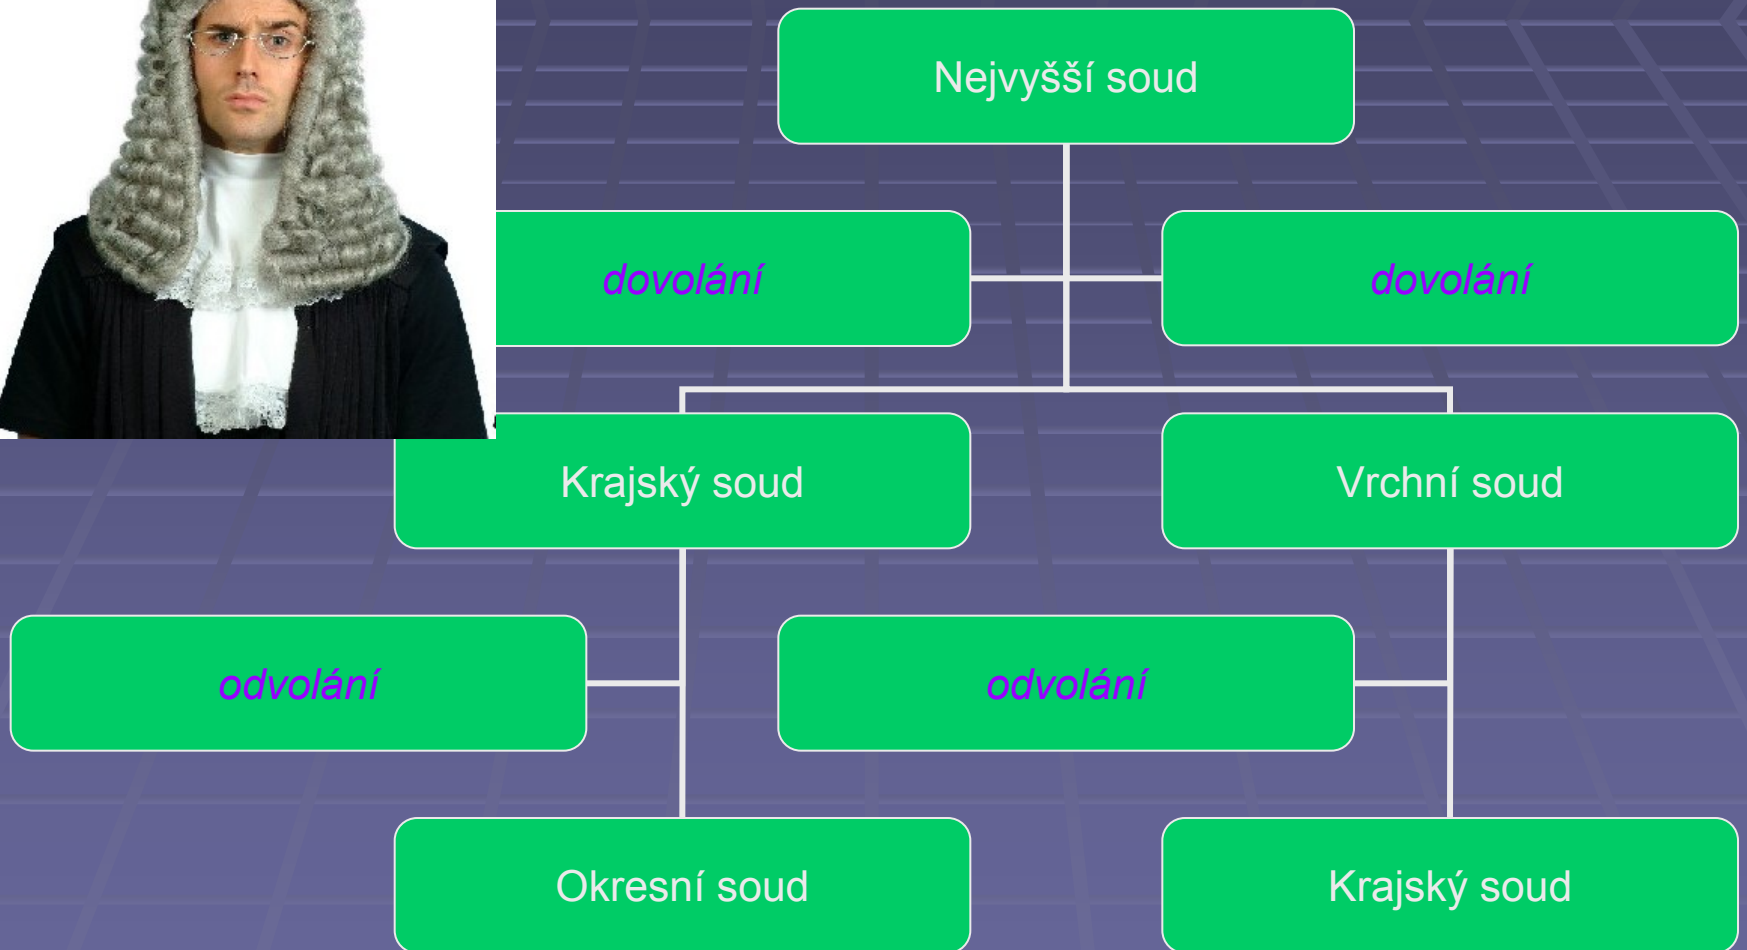 Nejvyšší soud
dovolání
dovolání
Krajský soud
Vrchní soud
odvolání
odvolání
Okresní soud
Krajský soud